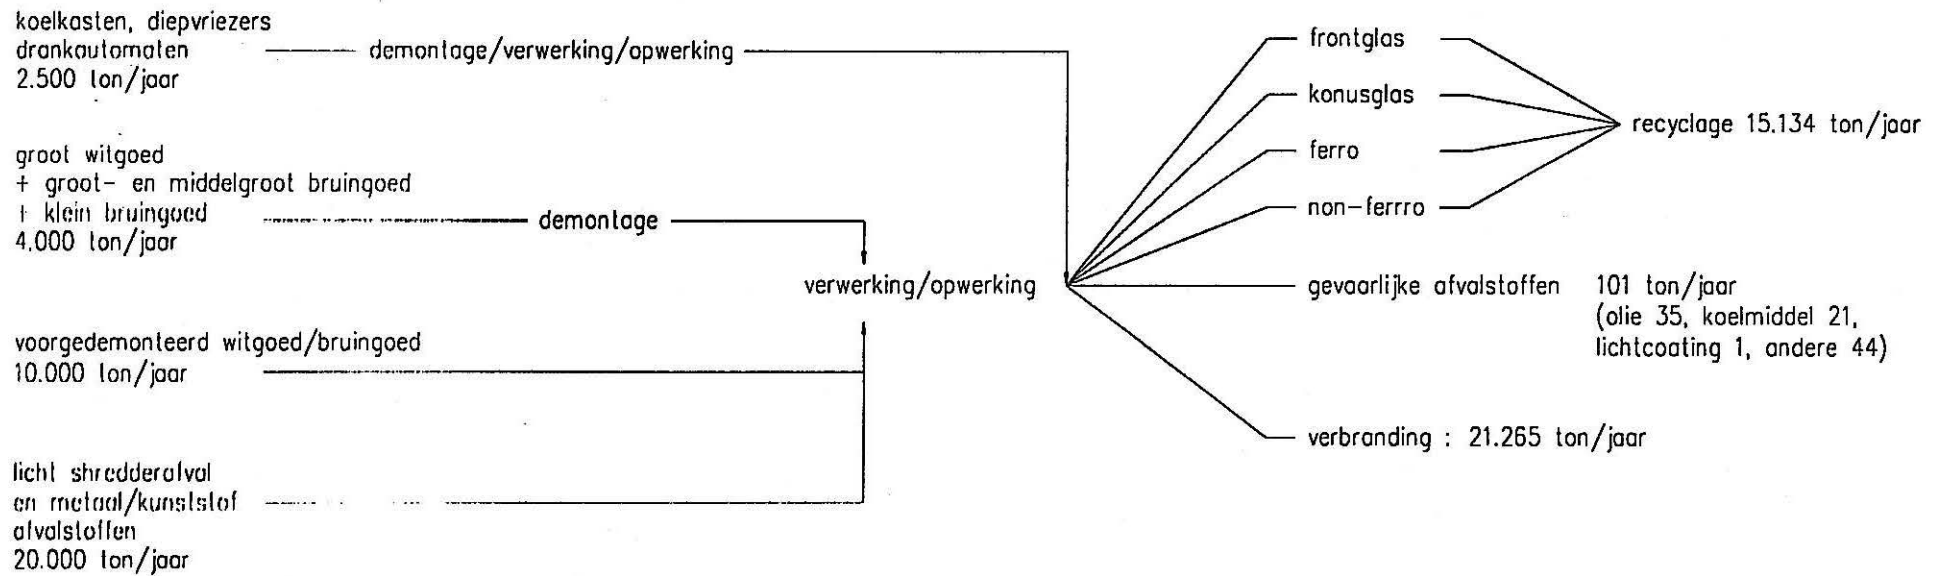 koelkasten, diepvriezers
drankautomaten
2.500 ton/jaar
demontage/verwerking/opwerking
groot witgoed
+ groot- en middelgroot bruingoed
+ klein bruingoed
4.000 ton/jaar
demontage
verwerking/opwerking
voorgedemonteerd witgoed/bruingoed
10.000 ton/jaar
licht shredderafval
en metaal/kunststof
afvalstoffen
20.000 ton/jaar
frontglas
konusglas
ferro
non-ferrro
recyclage 15.134 ton/jaar
gevaarlijke afvalstoffen 101 ton/jaar
(olie 35, koelmiddel 21,
lichtcoating 1, andere 44)
verbranding : 21.265 ton/jaar